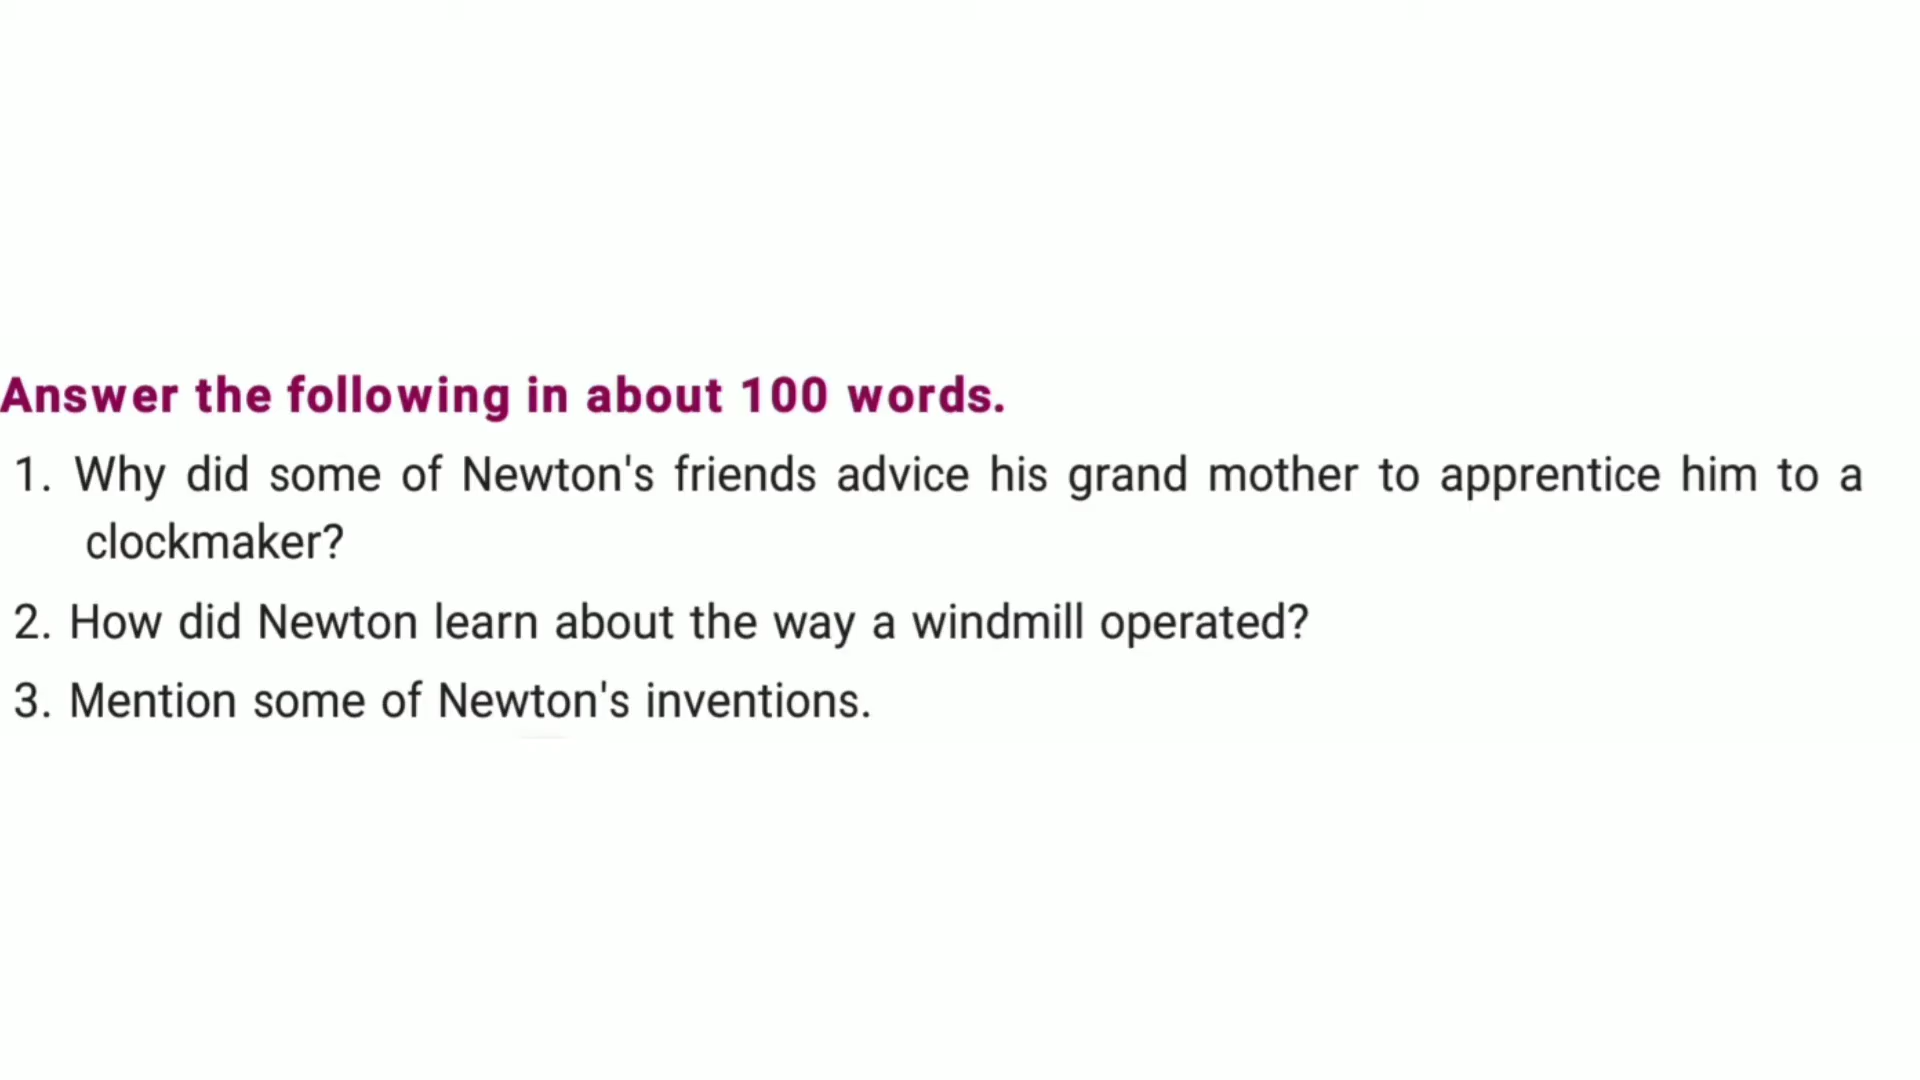 Answer the following in about 100 words.
1. Why did some of Newton's friends advice his grand mother to apprentice him to a
clockmaker?
2. How did Newton learn about the way a windmill operated?
3. Mention some of Newton's inventions.